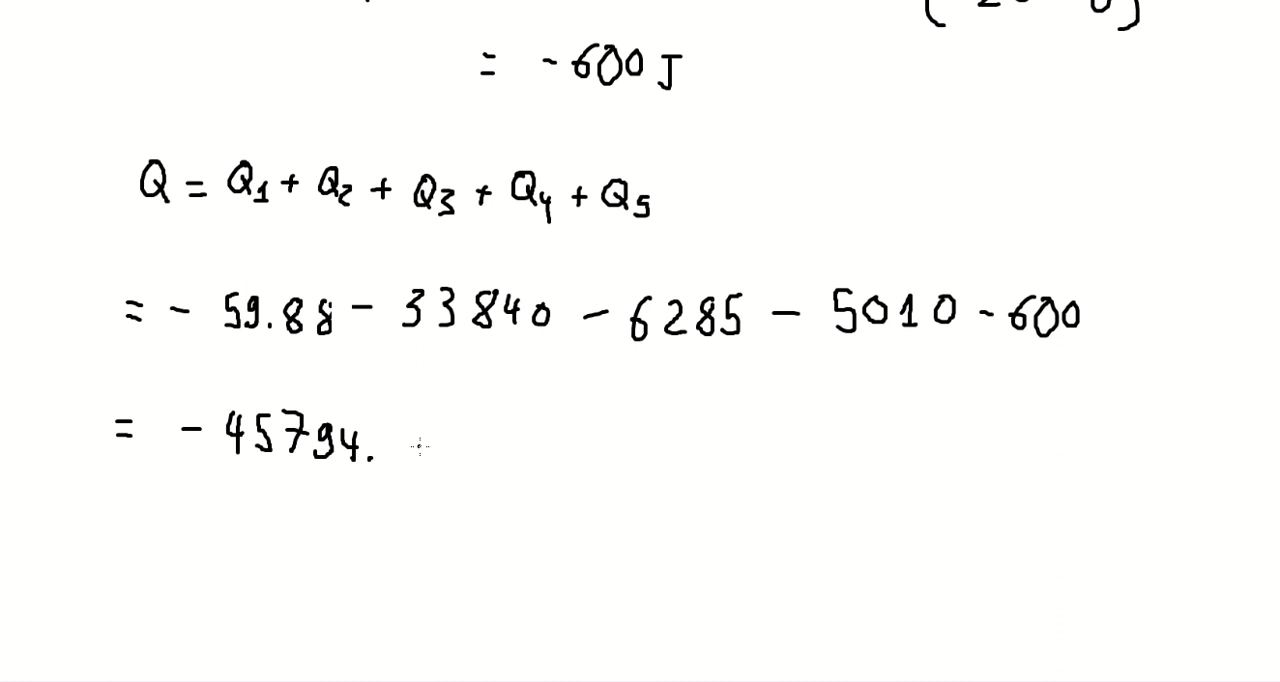 = -600 J
Q = Q1 + Q2 + Q3 + Q4 + Q5
= - 59.88 - 33840 - 6285 - 5010 - 600
= - 45794.